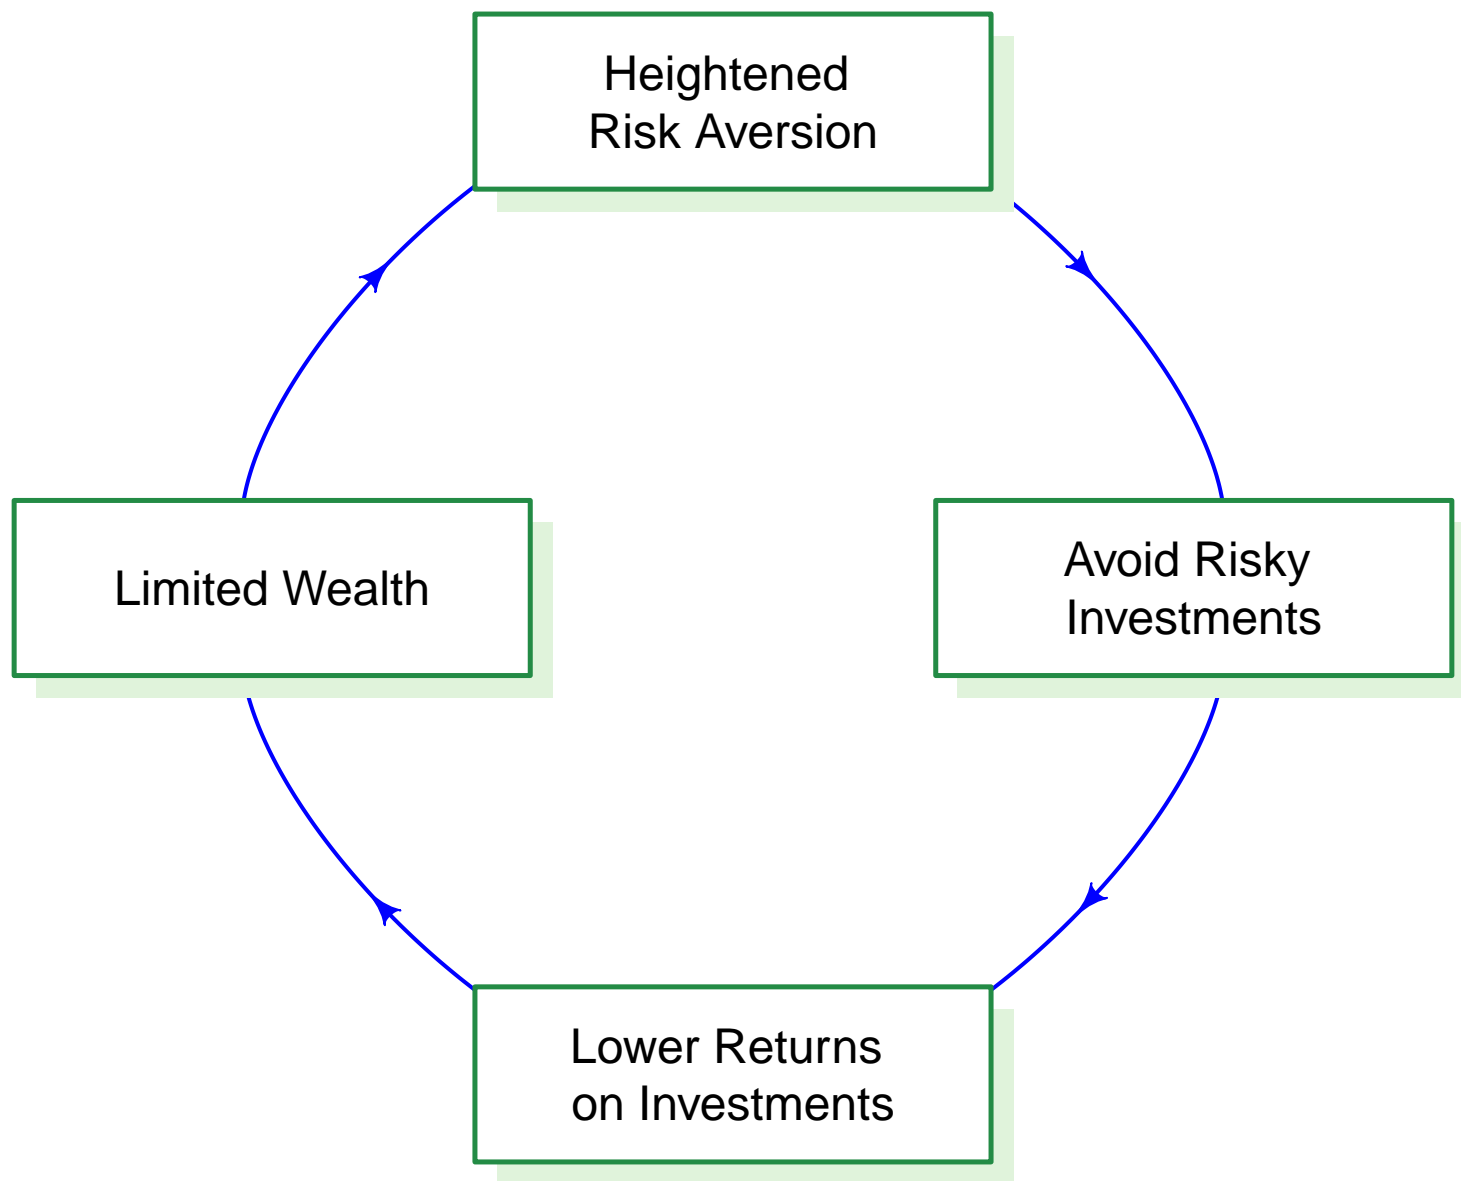 Heightened
Risk Aversion
Limited Wealth
Avoid Risky
Investments
Lower Returns
on Investments